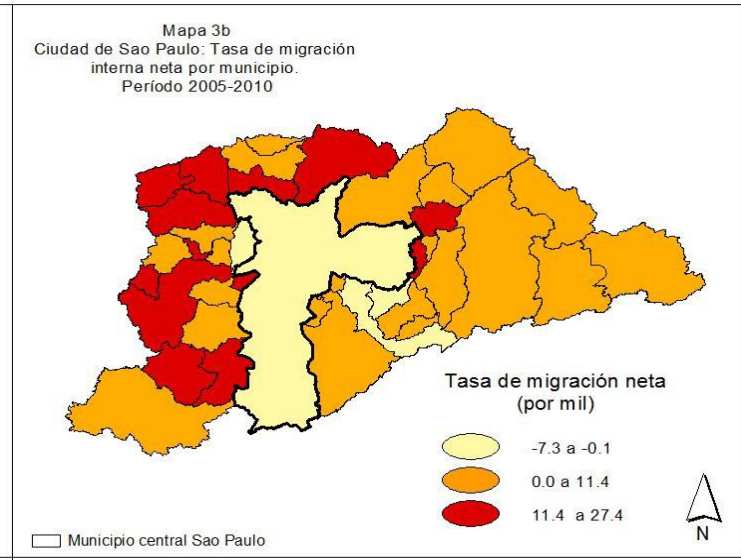 Mapa 3b
Ciudad de Sao Paulo: Tasa de migración
interna neta por municipio.
Período 2005-2010
Tasa de migración neta
(por mil)
-7.3 a -0.1
0.0 a 11.4
11.4 a 27.4
N
Municipio central Sao Paulo